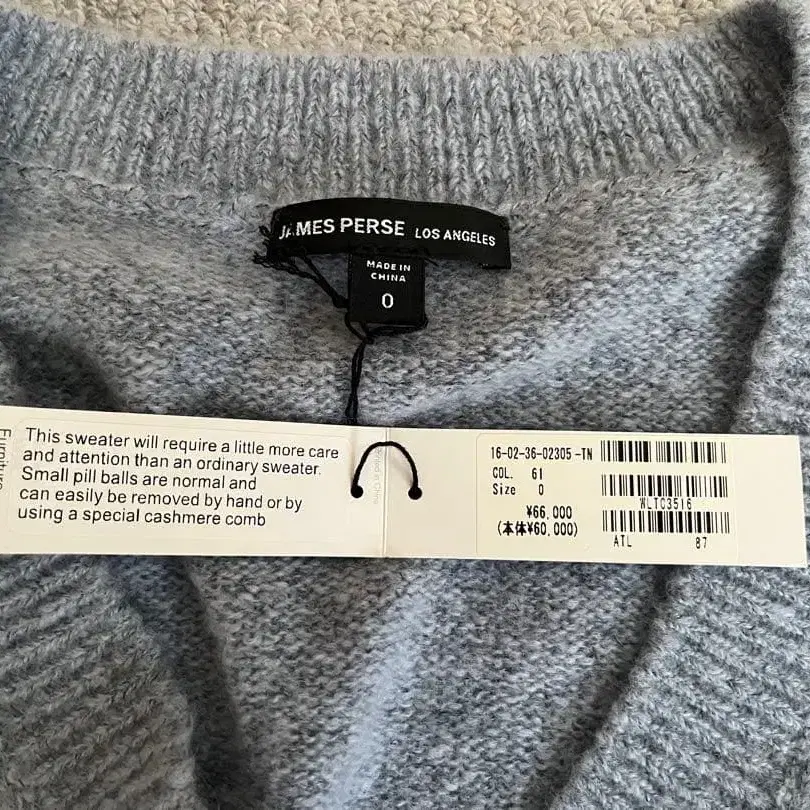 JAMES PERSE LOS ANGELES
MADE IN
CHINA
0
Furniture
This sweater will require a little more care
and attention than an ordinary sweater.
Small pill balls are normal and
can easily be removed by hand or by
using a special cashmere comb
16-02-36-02305-TN
COL. 61
Size 0
¥66,000
(本体¥60,000)
WLTC3516
ATL 87